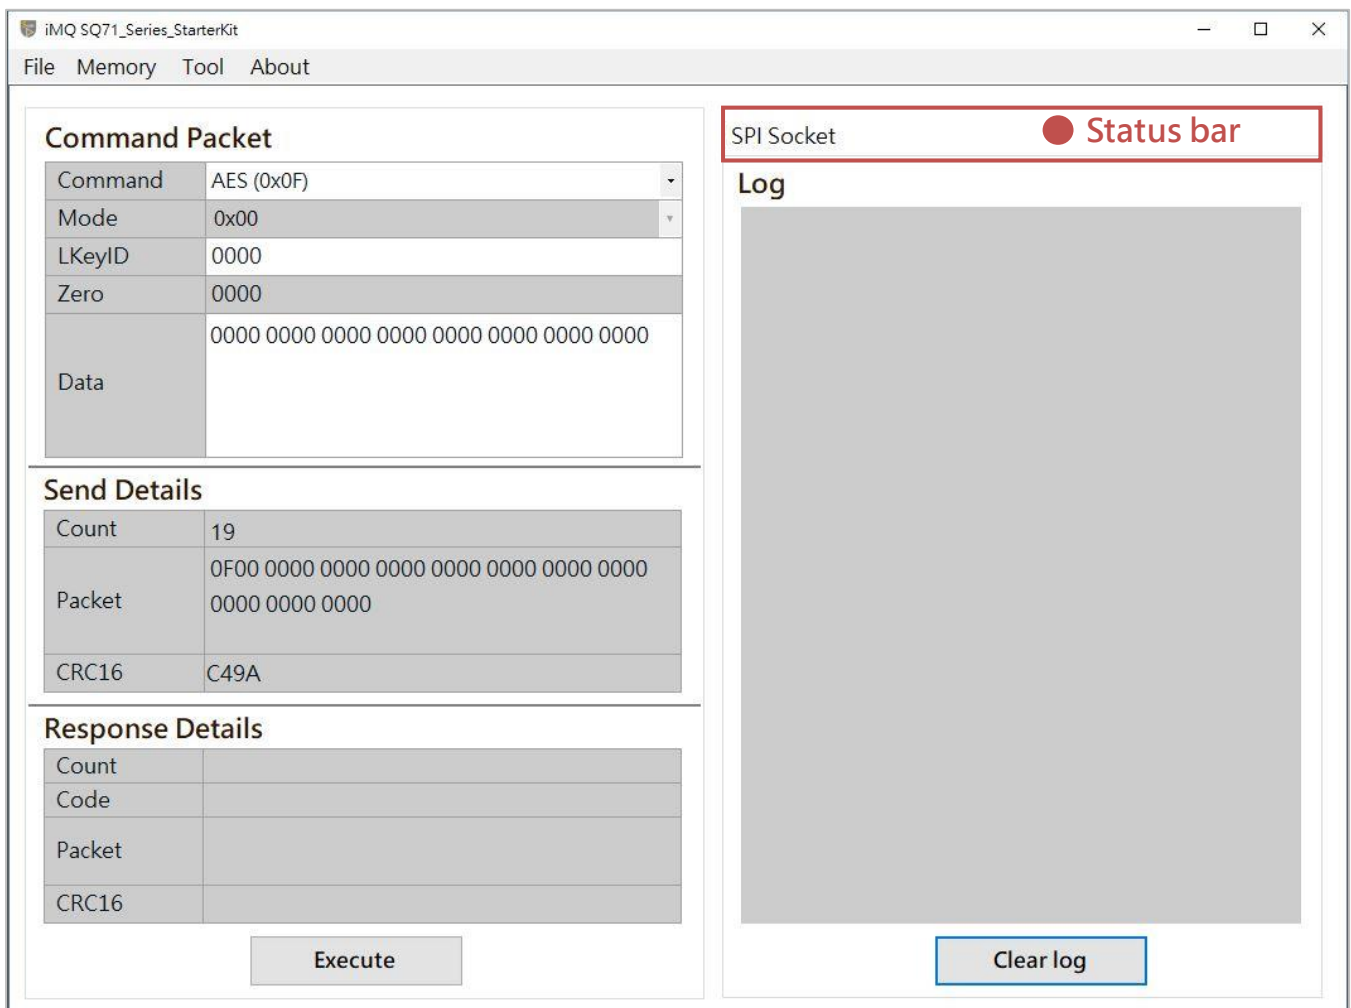 iMQ SQ71_Series_StarterKit
File Memory Tool About
Command Packet
Command AES (0x0F)
Mode 0x00
LKeyID 0000
Zero 0000
Data 0000 0000 0000 0000 0000 0000 0000 0000
Send Details
Count 19
Packet 0F00 0000 0000 0000 0000 0000 0000 0000
0000 0000 0000
CRC16 C49A
Response Details
Count
Code
Packet
CRC16
Execute
SPI Socket Status bar
Log
Clear log